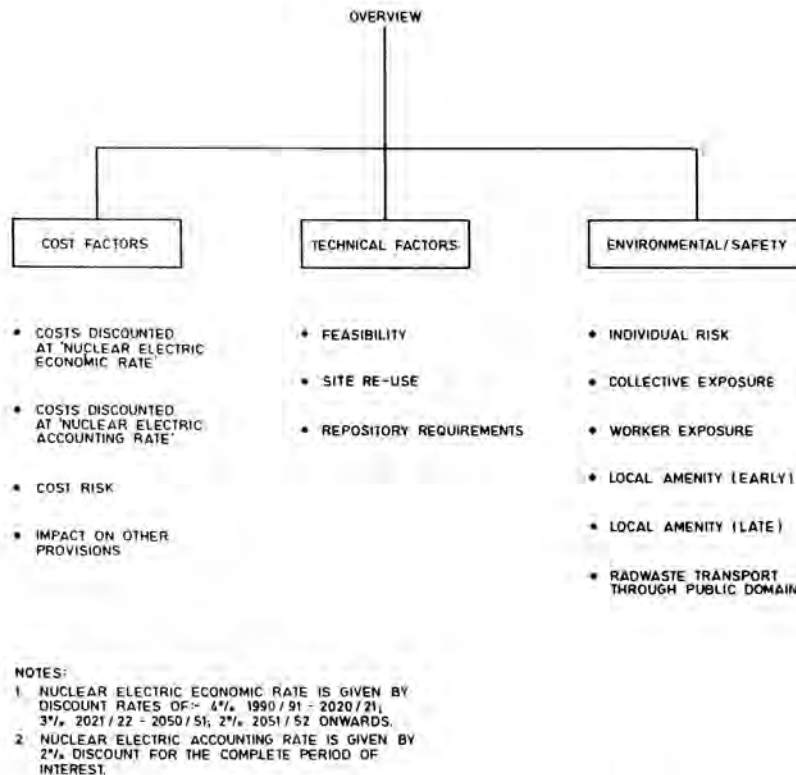 OVERVIEW
COST FACTORS
TECHNICAL FACTORS
ENVIRONMENTAL/SAFETY
• COSTS DISCOUNTED
AT 'NUCLEAR ELECTRIC
ECONOMIC RATE'
• COSTS DISCOUNTED
AT 'NUCLEAR ELECTRIC
ACCOUNTING RATE'
• COST RISK
• IMPACT ON OTHER
PROVISIONS
• FEASIBILITY
• SITE RE-USE
• REPOSITORY REQUIREMENTS
• INDIVIDUAL RISK
• COLLECTIVE EXPOSURE
• WORKER EXPOSURE
• LOCAL AMENITY (EARLY)
• LOCAL AMENITY (LATE)
• RADWASTE TRANSPORT
THROUGH PUBLIC DOMAIN
NOTES:
1 NUCLEAR ELECTRIC ECONOMIC RATE IS GIVEN BY
DISCOUNT RATES OF:- 4% 1990/91 - 2020/21;
3% 2021/22 - 2050/51; 2% 2051/52 ONWARDS.
2 NUCLEAR ELECTRIC ACCOUNTING RATE IS GIVEN BY
2% DISCOUNT FOR THE COMPLETE PERIOD OF
INTEREST.